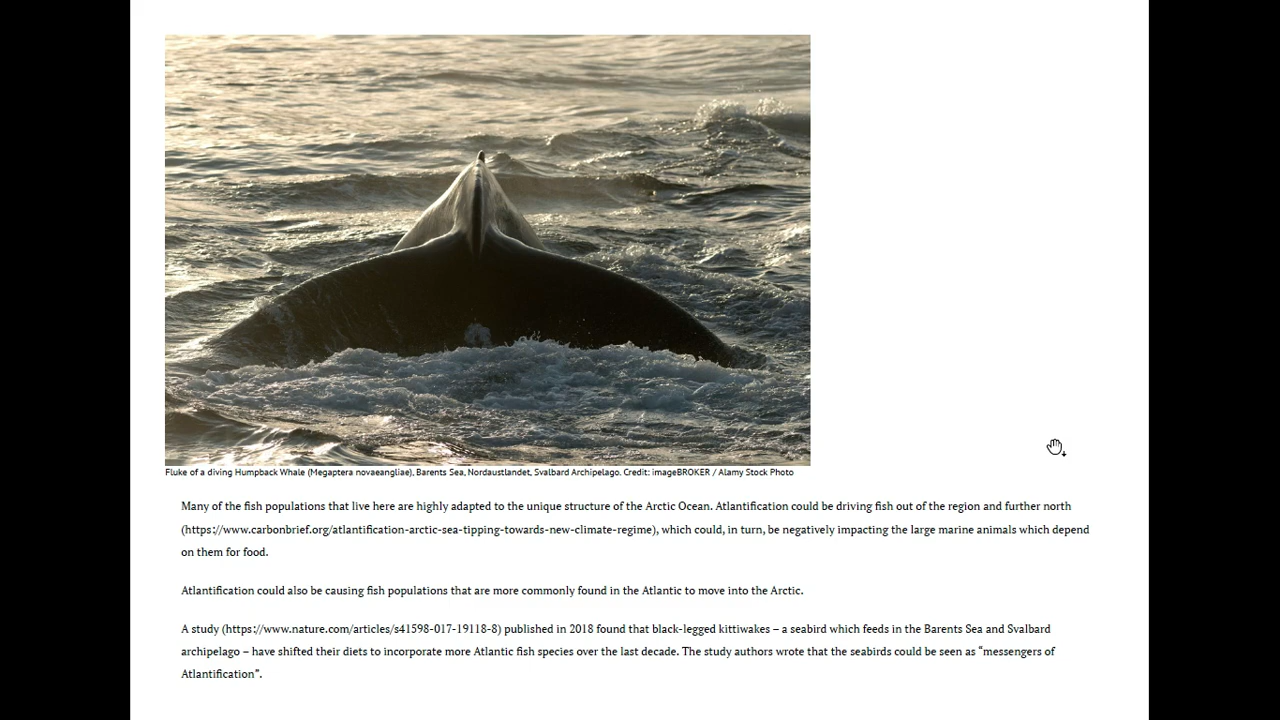 Fluke of a diving Humpback Whale (Megaptera novaeangliae), Barents Sea, Nordaustlandet, Svalbard Archipelago. Credit: imageBROKER / Alamy Stock Photo
Many of the fish populations that live here are highly adapted to the unique structure of the Arctic Ocean. Atlantification could be driving fish out of the region and further north
(https://www.carbonbrief.org/atlantification-arctic-sea-tipping-towards-new-climate-regime), which could, in turn, be negatively impacting the large marine animals which depend
on them for food.
Atlantification could also be causing fish populations that are more commonly found in the Atlantic to move into the Arctic.
A study (https://www.nature.com/articles/s41598-017-19118-8) published in 2018 found that black-legged kittiwakes – a seabird which feeds in the Barents Sea and Svalbard
archipelago – have shifted their diets to incorporate more Atlantic fish species over the last decade. The study authors wrote that the seabirds could be seen as “messengers of
Atlantification”.